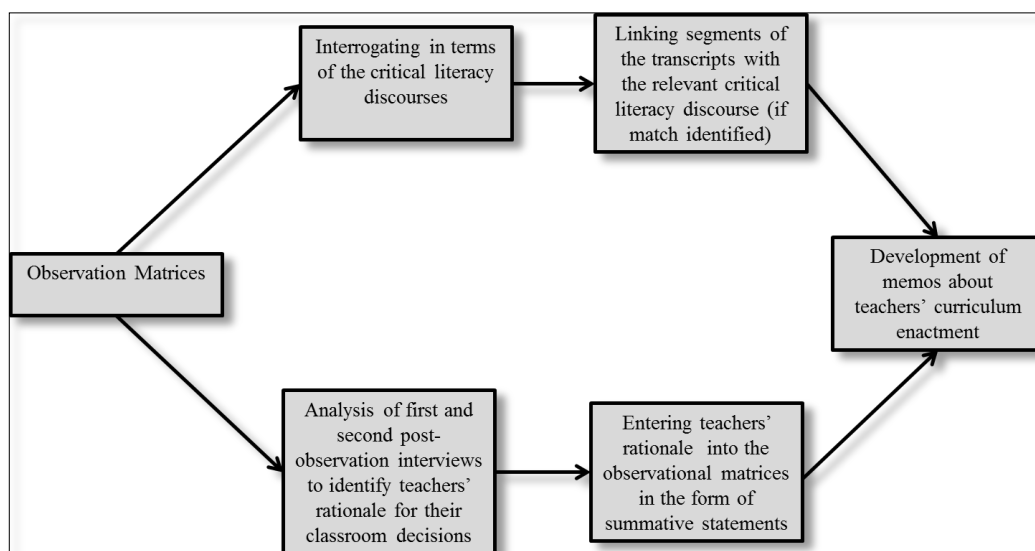 Interrogating in terms
of the critical literacy
discourses
Linking segments of
the transcripts with
the relevant critical
literacy discourse (if
match identified)
Observation Matrices
Development of
memos about
teachers’ curriculum
enactment
Analysis of first and
second post-
observation interviews
to identify teachers’
rationale for their
classroom decisions
Entering teachers’
rationale into the
observational matrices
in the form of
summative statements